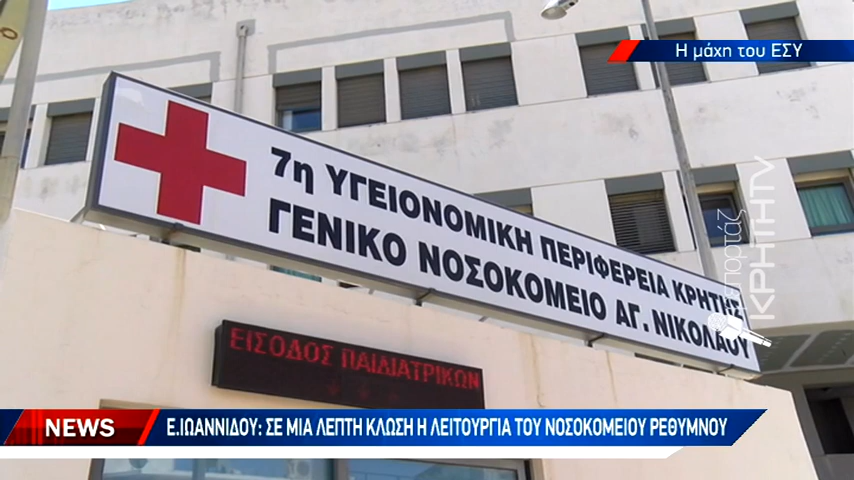 Η μάχη του ΕΣΥ
7η ΥΓΕΙΟΝΟΜΙΚΗ ΠΕΡΙΦΕΡΕΙΑ ΚΡΗΤΗΣ
ΓΕΝΙΚΟ ΝΟΣΟΚΟΜΕΙΟ ΑΓ. ΝΙΚΟΛΑΟΥ
ρεπορτάζ
ΚΡΗΤΗTV
ΕΙΣΟΔΟΣ ΠΑΙΔΙΑΤΡΙΚΩΝ
NEWS
Ε.ΙΩΑΝΝΙΔΟΥ: ΣΕ ΜΙΑ ΛΕΠΤΗ ΚΛΩΣΗ Η ΛΕΙΤΟΥΡΓΙΑ ΤΟΥ ΝΟΣΟΚΟΜΕΙΟΥ ΡΕΘΥΜΝΟΥ